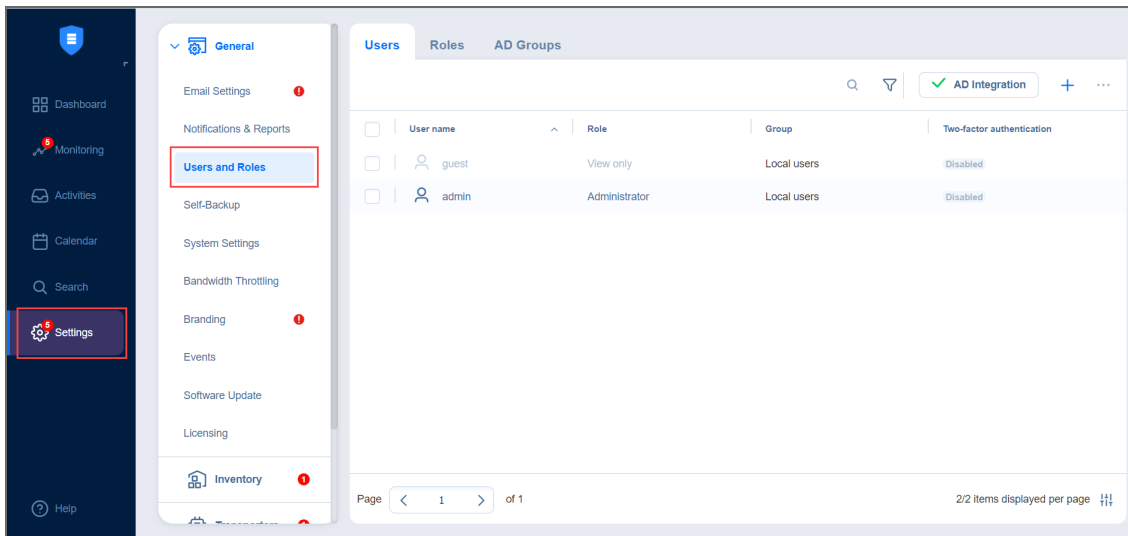 Dashboard
5
Monitoring
Activities
Calendar
Search
5
Settings
Help
General
Email Settings
Notifications & Reports
Users and Roles
Self-Backup
System Settings
Bandwidth Throttling
Branding
Events
Software Update
Licensing
Inventory 1
Users Roles AD Groups
AD Integration
User name Role Group Two-factor authentication
guest View only Local users Disabled
admin Administrator Local users Disabled
Page 1 of 1 2/2 items displayed per page